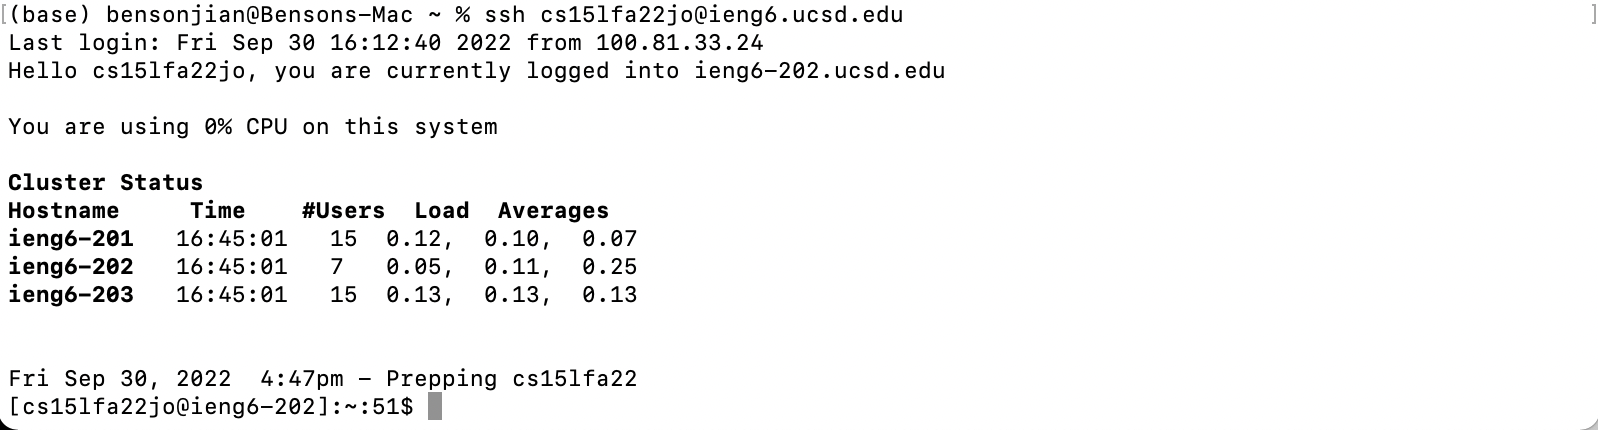 [(base) bensonjian@Bensons-Mac ~ % ssh cs15lfa22jo@ieng6.ucsd.edu ]
Last login: Fri Sep 30 16:12:40 2022 from 100.81.33.24
Hello cs15lfa22jo, you are currently logged into ieng6-202.ucsd.edu
You are using 0% CPU on this system
Cluster Status
Hostname Time #Users Load Averages
ieng6-201 16:45:01 15 0.12, 0.10, 0.07
ieng6-202 16:45:01 7 0.05, 0.11, 0.25
ieng6-203 16:45:01 15 0.13, 0.13, 0.13
Fri Sep 30, 2022 4:47pm - Prepping cs15lfa22
[cs15lfa22jo@ieng6-202]:~:51$